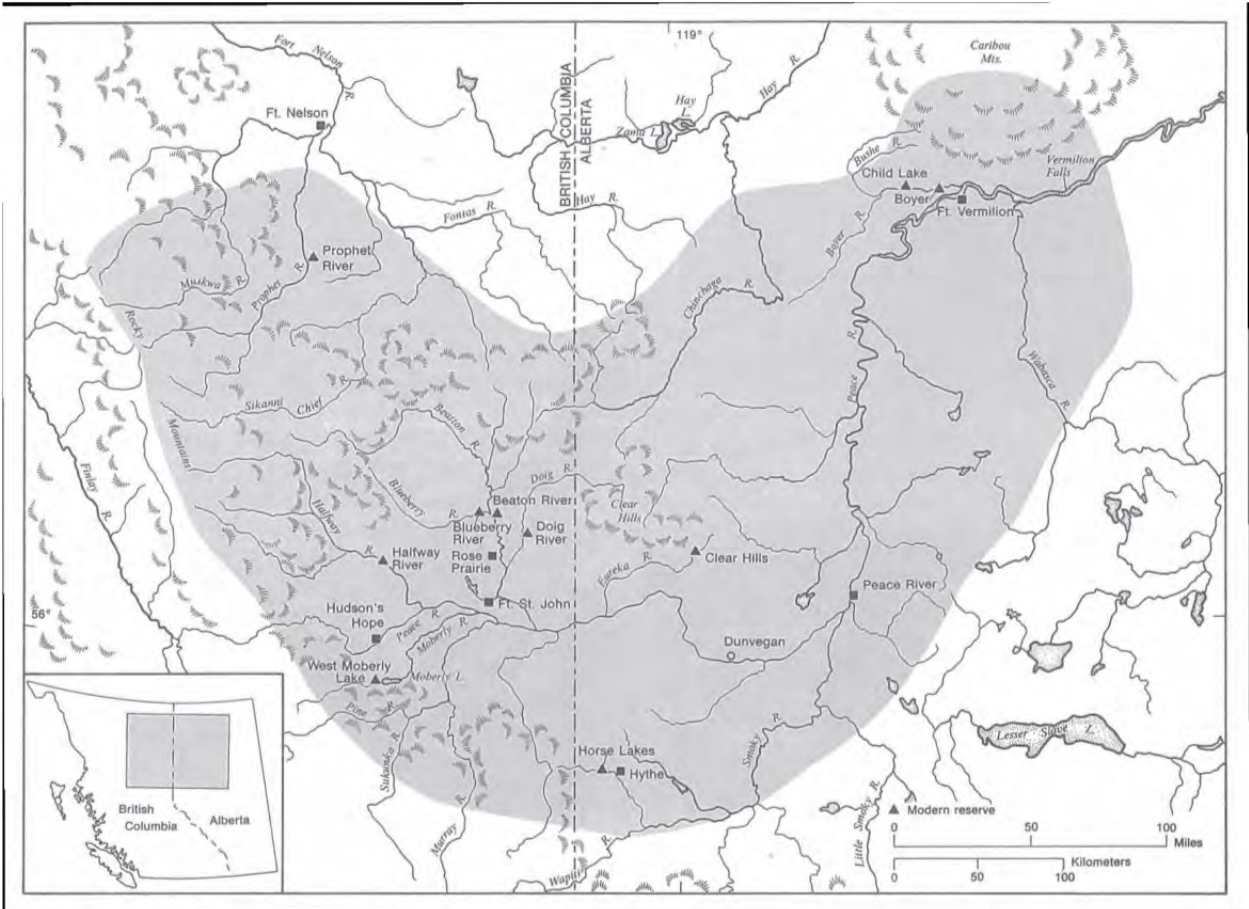 Fort Nelson
R.
119°
Caribou
Mts.
Ft. Nelson
BRITISH COLUMBIA
ALBERTA
Hay
L.
Hay R.
Zama L.
Bushe R.
Child Lake
Vermilion
Falls
Boyer
Ft. Vermilion
Fontas R.
Hay R.
Boyer R.
Prophet
River
Muskwa R.
Prophet R.
Chinchaga R.
Rocky
Mountains
Peace R.
Wabasca R.
Sikanni Chief R.
Beatton R.
Finlay R.
Doig R.
Blueberry R.
Beaton River
Clear
Hills
Halfway R.
Blueberry
River
Doig
River
Rose
Prairie
Halfway
River
Eureka R.
Clear Hills
Peace River
56°
Hudson's
Hope
Ft. St. John
Peace R.
Moberly R.
Dunvegan
West Moberly
Lake
Moberly L.
Pine R.
Sukunka R.
Smoky R.
Lesser Slave L.
Horse Lakes
Hythe
Murray R.
Wapiti R.
Little Smoky R.
British
Columbia
Alberta
Modern reserve
0 50 100
Miles
Kilometers
0 50 100